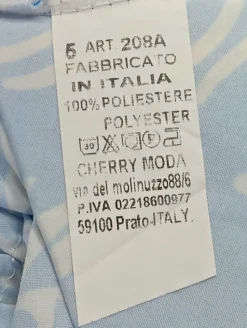 5 ART. 208A
FABBRICATO
IN ITALIA
100% POLIESTERE
POLYESTER
30 P
CHERRY MODA
via del molinuzzo88/6
P.IVA 02218600977
59100 Prato-ITALY.